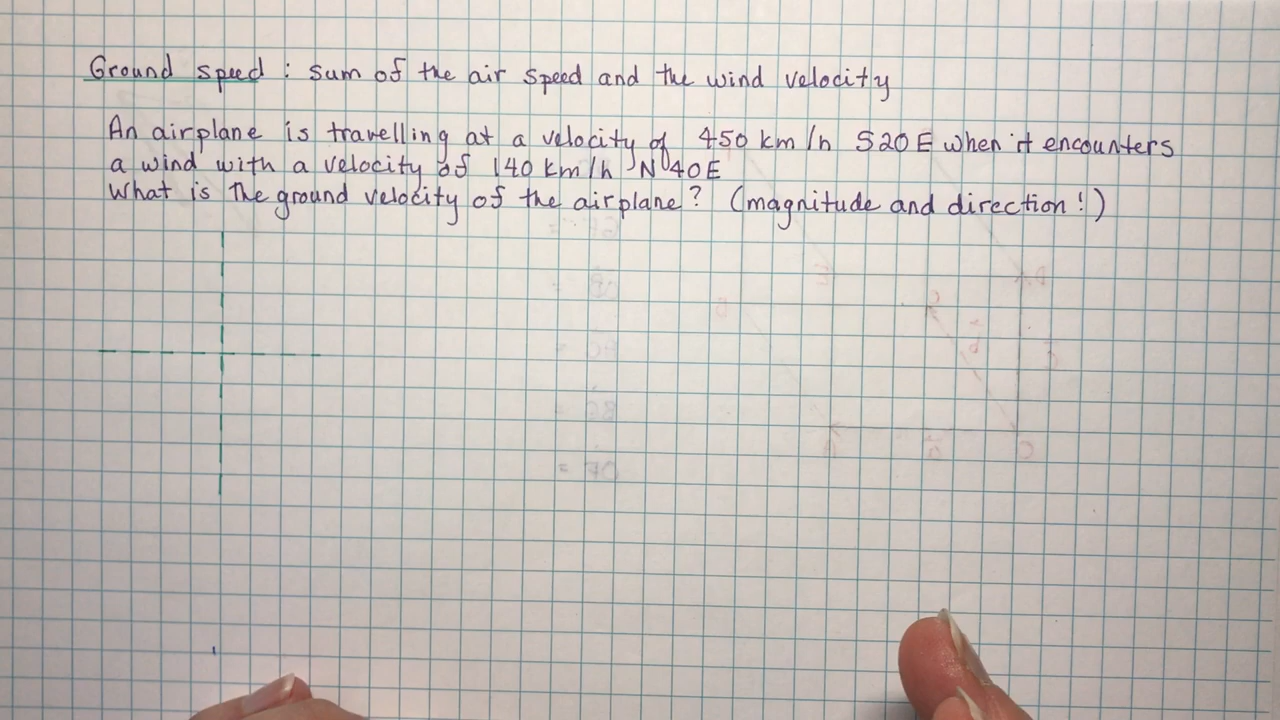 Ground speed : sum of the air speed and the wind velocity
An airplane is travelling at a velocity of 450 km/h S20E when it encounters
a wind with a velocity of 140 km/h N40E
What is the ground velocity of the airplane? (magnitude and direction!)